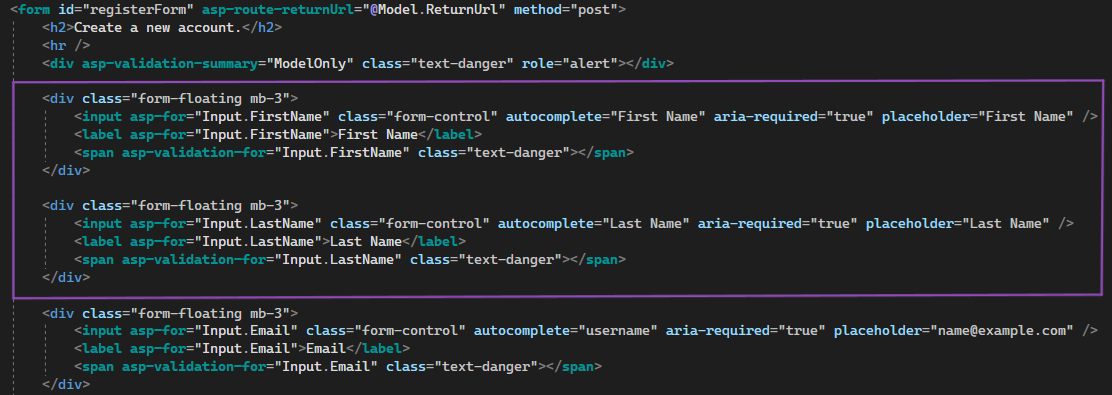 <form id="registerForm" asp-route-returnUrl="@Model.ReturnUrl" method="post">
<h2>Create a new account.</h2>
<hr />
<div asp-validation-summary="ModelOnly" class="text-danger" role="alert"></div>
<div class="form-floating mb-3">
<input asp-for="Input.FirstName" class="form-control" autocomplete="First Name" aria-required="true" placeholder="First Name" />
<label asp-for="Input.FirstName">First Name</label>
<span asp-validation-for="Input.FirstName" class="text-danger"></span>
</div>
<div class="form-floating mb-3">
<input asp-for="Input.LastName" class="form-control" autocomplete="Last Name" aria-required="true" placeholder="Last Name" />
<label asp-for="Input.LastName">Last Name</label>
<span asp-validation-for="Input.LastName" class="text-danger"></span>
</div>
<div class="form-floating mb-3">
<input asp-for="Input.Email" class="form-control" autocomplete="username" aria-required="true" placeholder="name@example.com" />
<label asp-for="Input.Email">Email</label>
<span asp-validation-for="Input.Email" class="text-danger"></span>
</div>